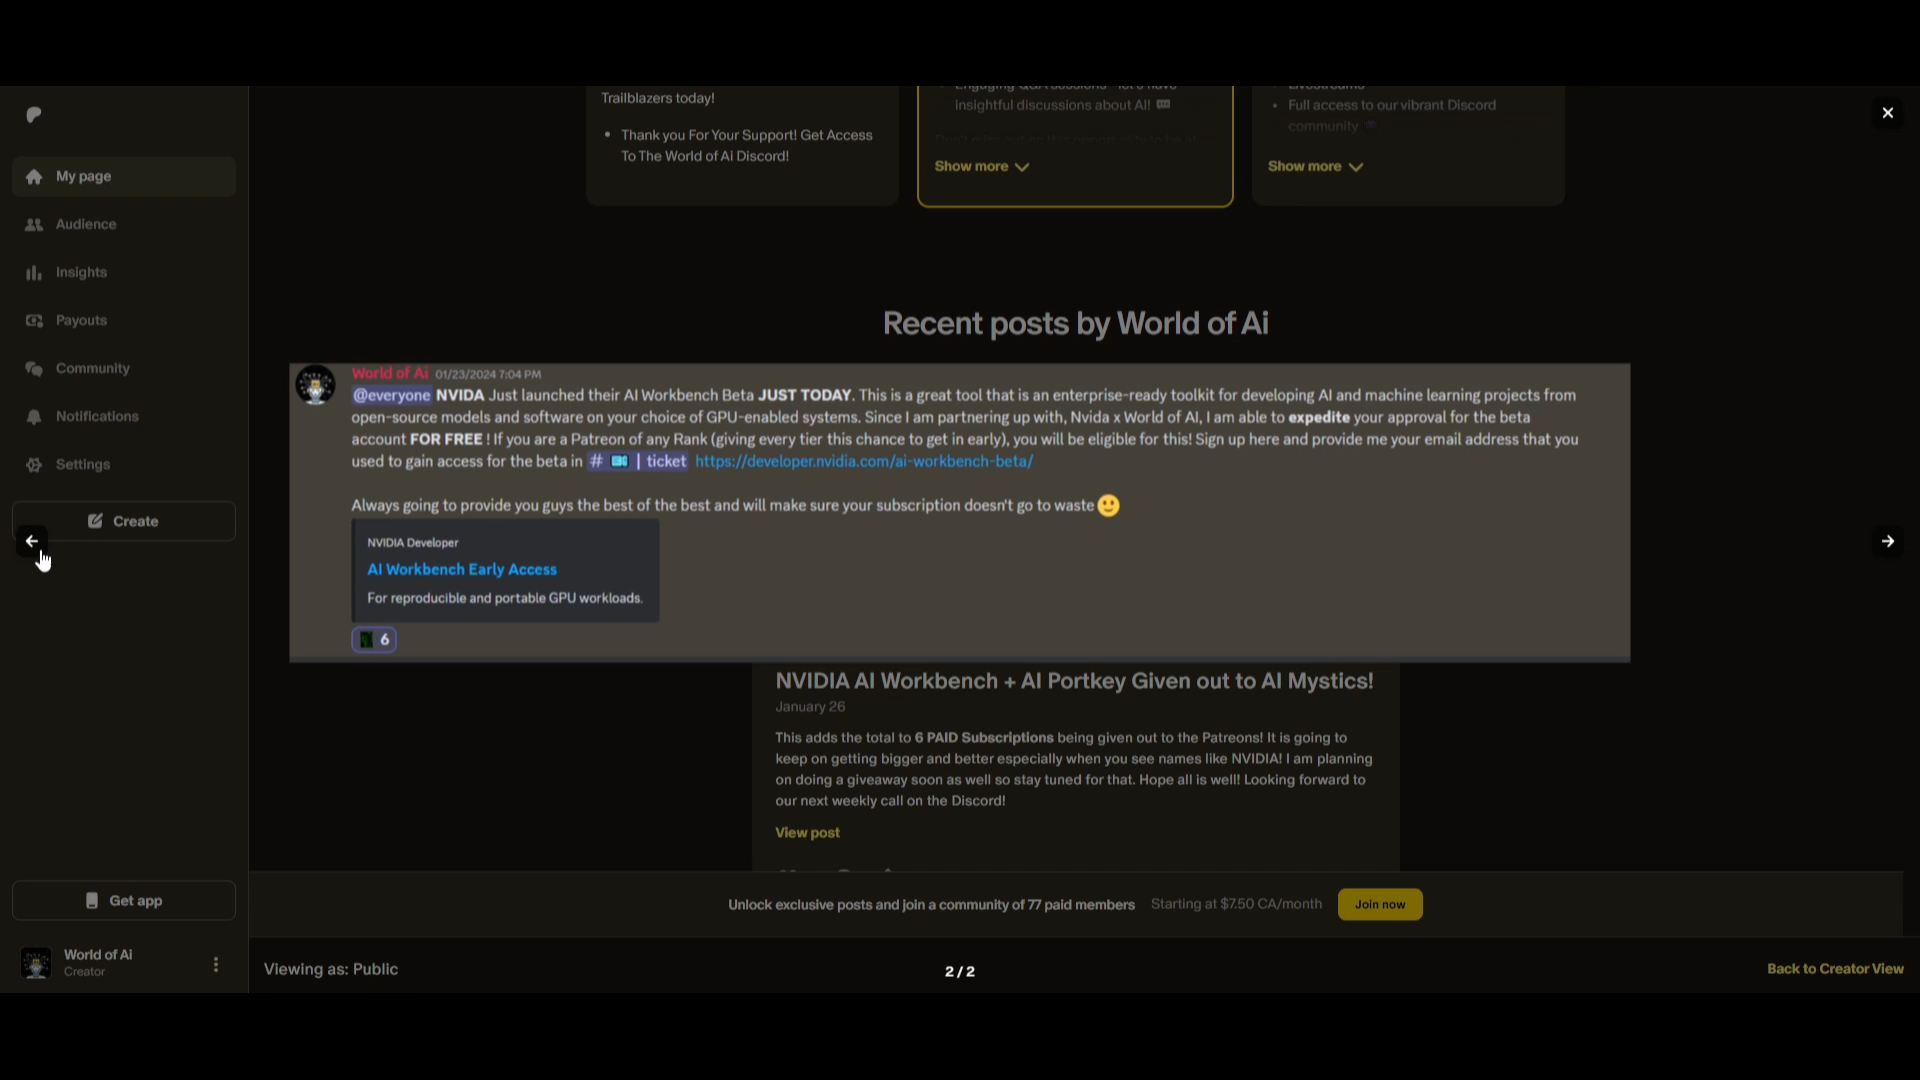 My page
Audience
Insights
Payouts
Community
Notifications
Settings
Create
Get app
World of Ai
Creator
Trailblazers today!
• Thank you For Your Support! Get Access
To The World of Ai Discord!
Engaging Q&A sessions - let's have
insightful discussions about AI!
Show more
Livestreams
• Full access to our vibrant Discord
community
Show more
Recent posts by World of Ai
World of Ai 01/23/2024 7:04 PM
@everyone NVIDA Just launched their AI Workbench Beta JUST TODAY. This is a great tool that is an enterprise-ready toolkit for developing AI and machine learning projects from
open-source models and software on your choice of GPU-enabled systems. Since I am partnering up with, Nvida x World of AI, I am able to expedite your approval for the beta
account FOR FREE ! If you are a Patreon of any Rank (giving every tier this chance to get in early), you will be eligible for this! Sign up here and provide me your email address that you
used to gain access for the beta in # | ticket https://developer.nvidia.com/ai-workbench-beta/
Always going to provide you guys the best of the best and will make sure your subscription doesn't go to waste 🙂
NVIDIA Developer
AI Workbench Early Access
For reproducible and portable GPU workloads.
6
NVIDIA AI Workbench + AI Portkey Given out to AI Mystics!
January 26
This adds the total to 6 PAID Subscriptions being given out to the Patreons! It is going to
keep on getting bigger and better especially when you see names like NVIDIA! I am planning
on doing a giveaway soon as well so stay tuned for that. Hope all is well! Looking forward to
our next weekly call on the Discord!
View post
Unlock exclusive posts and join a community of 77 paid members Starting at $7.50 CA/month Join now
Viewing as: Public
2 / 2
Back to Creator View